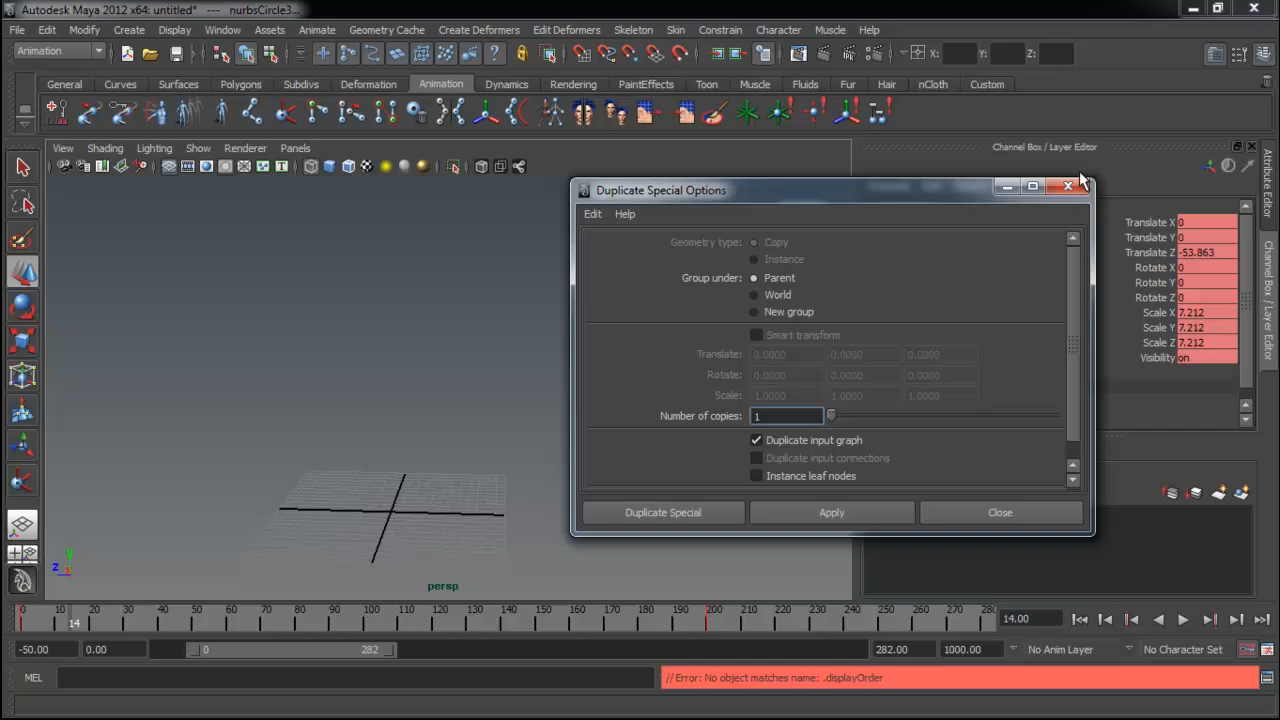 Autodesk Maya 2012 x64: untitled* --- nurbsCircle3...
File Edit Modify Create Display Window Assets Animate Geometry Cache Create Deformers Edit Deformers Skeleton Skin Constrain Character Muscle Help
Animation X: Y: Z:
General Curves Surfaces Polygons Subdivs Deformation Animation Dynamics Rendering PaintEffects Toon Muscle Fluids Fur Hair nCloth Custom
View Shading Lighting Show Renderer Panels
Channel Box / Layer Editor
Attribute Editor
Channel Box / Layer Editor
Translate X 0
Translate Y 0
Translate Z -53.863
Rotate X 0
Rotate Y 0
Rotate Z 0
Scale X 7.212
Scale Y 7.212
Scale Z 7.212
Visibility on
Duplicate Special Options
Edit Help
Geometry type: Copy
Instance
Group under: Parent
World
New group
Smart transform
Translate: 0.0000 0.0000 0.0000
Rotate: 0.0000 0.0000 0.0000
Scale: 1.0000 1.0000 1.0000
Number of copies: 1
Duplicate input graph
Duplicate input connections
Instance leaf nodes
Duplicate Special Apply Close
y
z
persp
0 10 20 30 40 50 60 70 80 90 100 110 120 130 140 150 160 170 180 190 200 210 220 230 240 250 260 270 280
14
14.00
-50.00 0.00 0 282 282.00 1000.00 No Anim Layer No Character Set
MEL // Error: No object matches name: .displayOrder